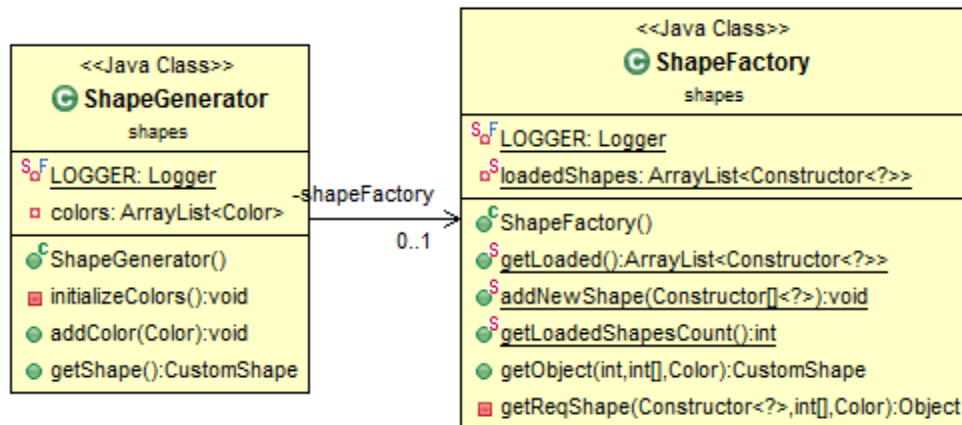 <<Java Class>>
ShapeGenerator
shapes
LOGGER: Logger
colors: ArrayList<Color>
ShapeGenerator()
initializeColors():void
addColor(Color):void
getShape():CustomShape
-shapeFactory
0..1
<<Java Class>>
ShapeFactory
shapes
LOGGER: Logger
loadedShapes: ArrayList<Constructor<?>>
ShapeFactory()
getLoaded():ArrayList<Constructor<?>>
addNewShape(Constructor[]<?>):void
getLoadedShapesCount():int
getObject(int,int[],Color):CustomShape
getReqShape(Constructor<?>,int[],Color):Object